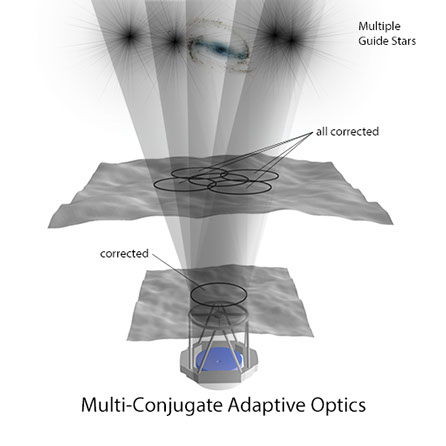 Multiple
Guide Stars
all corrected
corrected
Multi-Conjugate Adaptive Optics